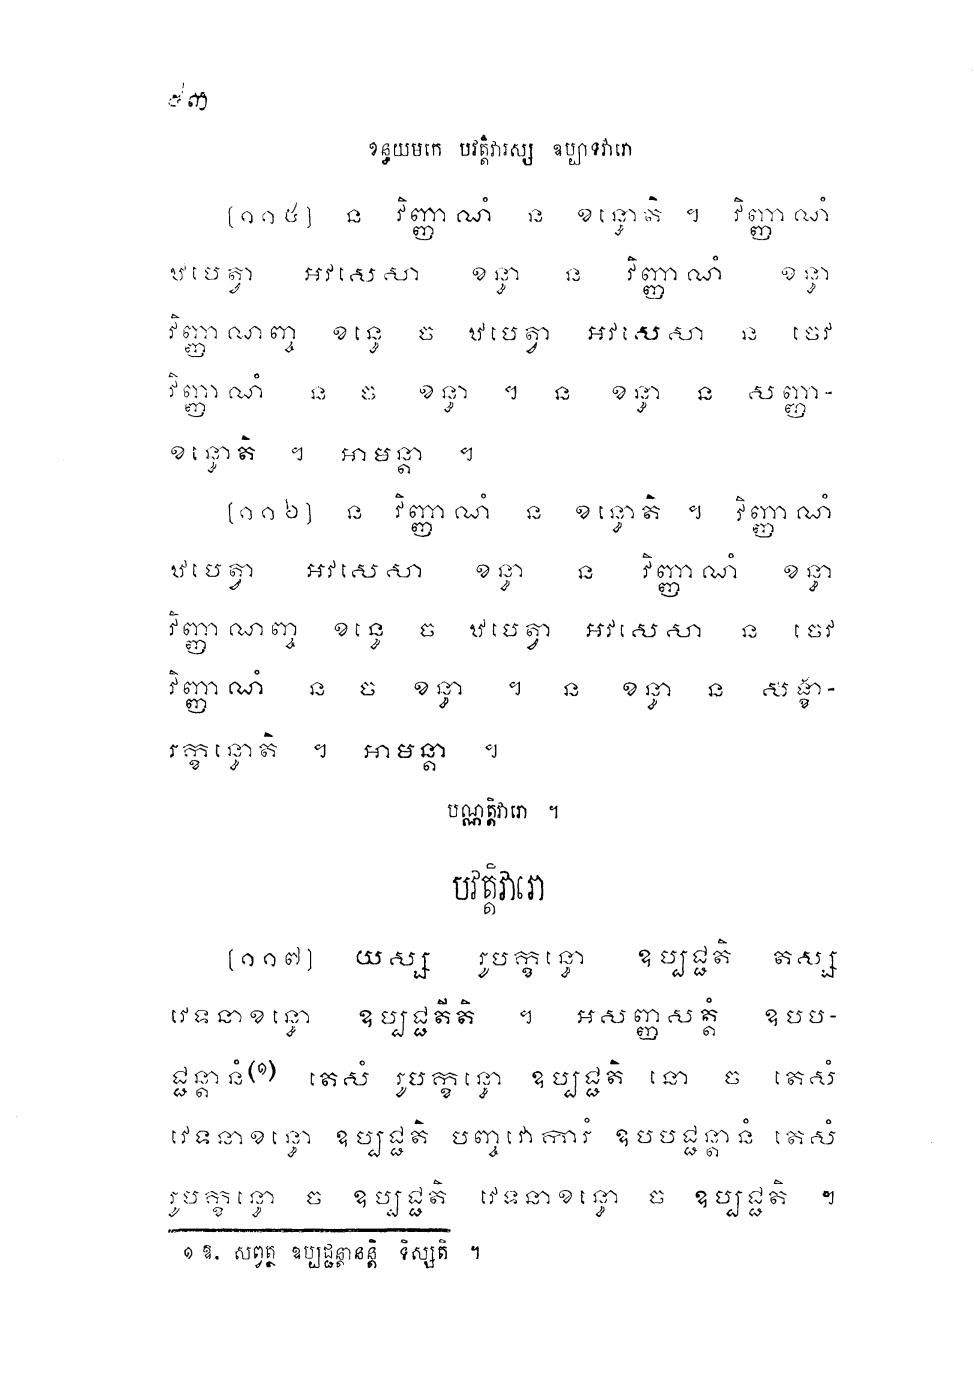 ៩៣
ខន្ធយមកេ បវត្តិវារស្ស ឧប្បាទវារោ
(១១៥) ន វិញ្ញាណំ ន ខន្ធោតិ ។ វិញ្ញាណំ
ឋបេត្វា អវសេសា ខន្ធា ន វិញ្ញាណំ ខន្ធា
វិញ្ញាណញ្ច ខន្ធេ ច ឋបេត្វា អវសេសា ន ចេវ
វិញ្ញាណំ ន ច ខន្ធា ។ ន ខន្ធា ន សញ្ញា-
ខន្ធោតិ ។ អាមន្តា ។
(១១៦) ន វិញ្ញាណំ ន ខន្ធោតិ ។ វិញ្ញាណំ
ឋបេត្វា អវសេសា ខន្ធា ន វិញ្ញាណំ ខន្ធា
វិញ្ញាណញ្ច ខន្ធេ ច ឋបេត្វា អវសេសា ន ចេវ
វិញ្ញាណំ ន ច ខន្ធា ។ ន ខន្ធា ន សង្ខា-
រក្ខន្ធោតិ ។ អាមន្តា ។
បណ្ណត្តិវារោ ។
បវត្តិវារោ
(១១៧) យស្ស រូបក្ខន្ធោ ឧប្បជ្ជតិ តស្ស
វេទនាខន្ធោ ឧប្បជ្ជតីតិ ។ អសញ្ញសត្តំ ឧបប-
ជ្ជន្តានំ(១) តេសំ រូបក្ខន្ធោ ឧប្បជ្ជតិ នោ ច តេសំ
វេទនាខន្ធោ ឧប្បជ្ជតិ បញ្ចវោការំ ឧបបជ្ជន្តានំ តេសំ
រូបក្ខន្ធោ ច ឧប្បជ្ជតិ វេទនាខន្ធោ ច ឧប្បជ្ជតិ ។
១ ឱ. សព្វត្ថ ឧប្បជ្ជន្តានន្តិ ទិស្សតិ ។